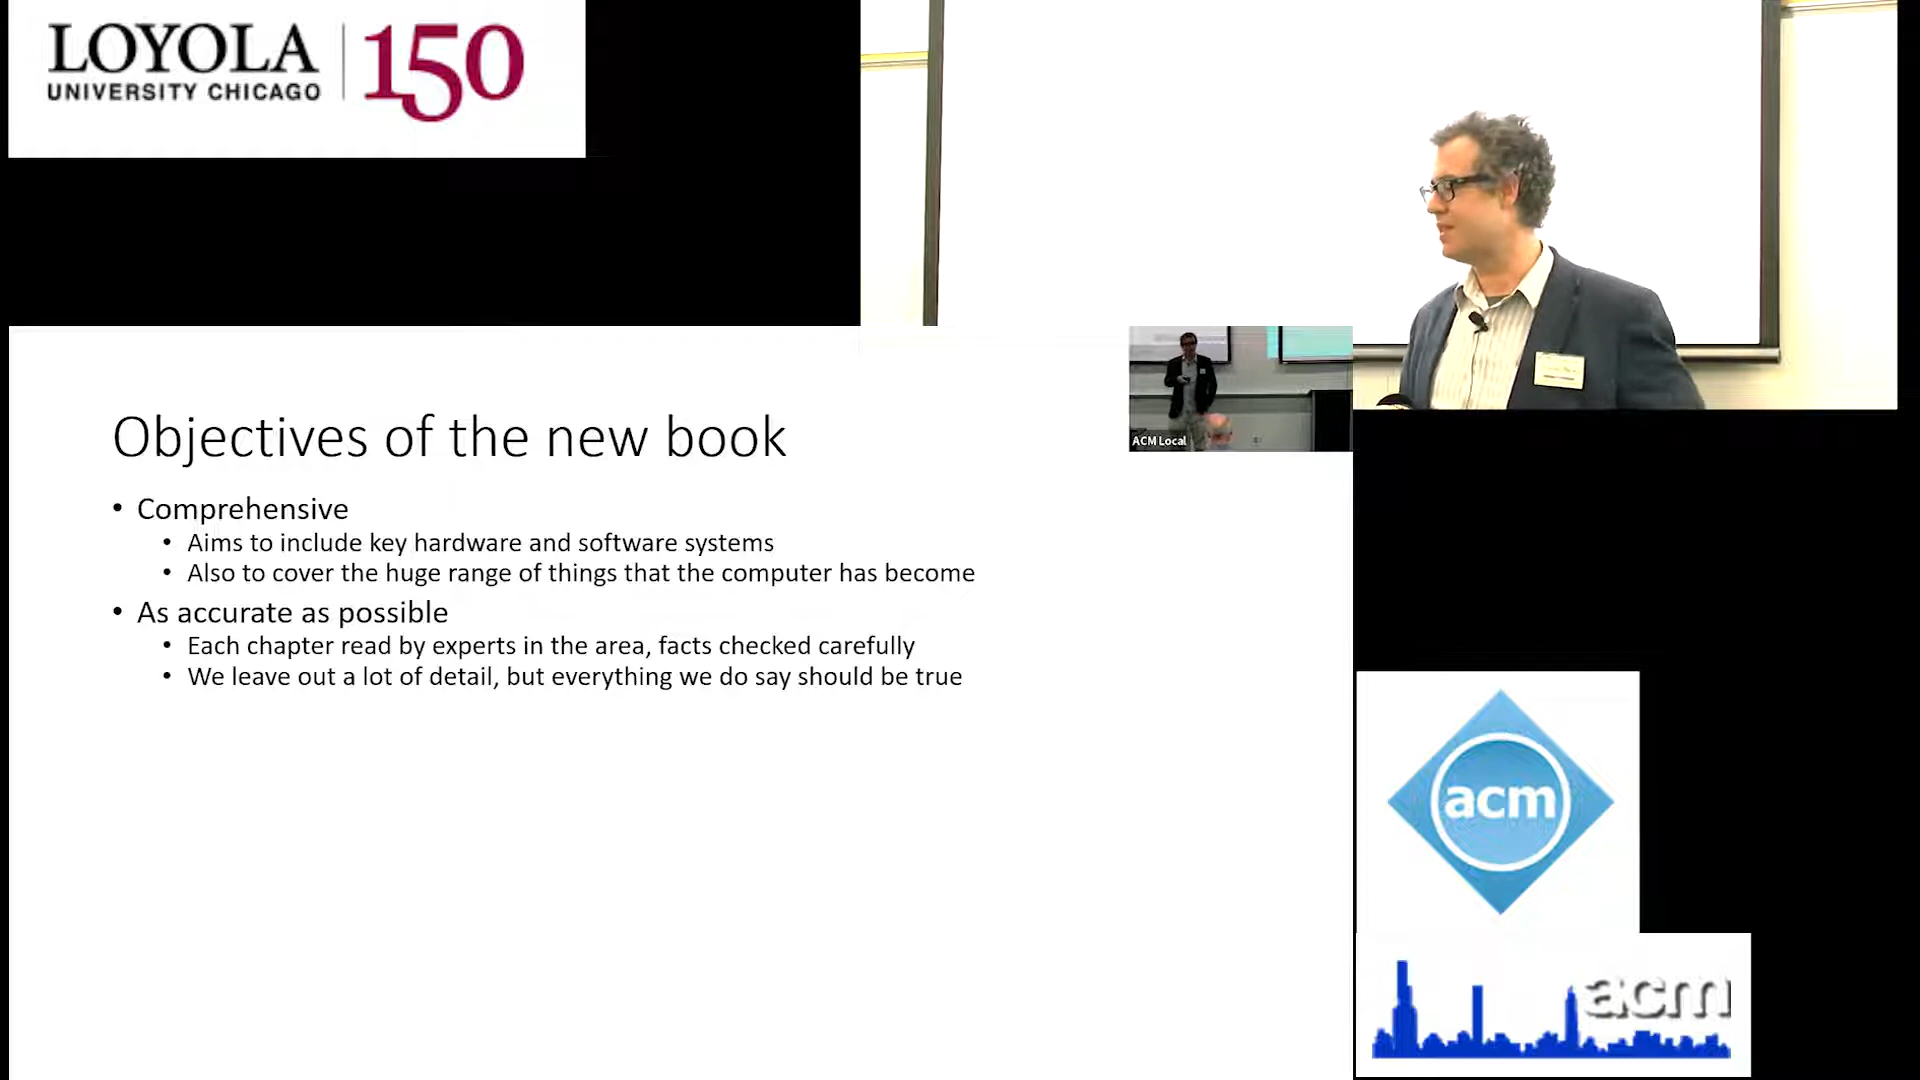 LOYOLA
UNIVERSITY CHICAGO
150
ACM Local
Objectives of the new book
• Comprehensive
• Aims to include key hardware and software systems
• Also to cover the huge range of things that the computer has become
• As accurate as possible
• Each chapter read by experts in the area, facts checked carefully
• We leave out a lot of detail, but everything we do say should be true
acm
acm